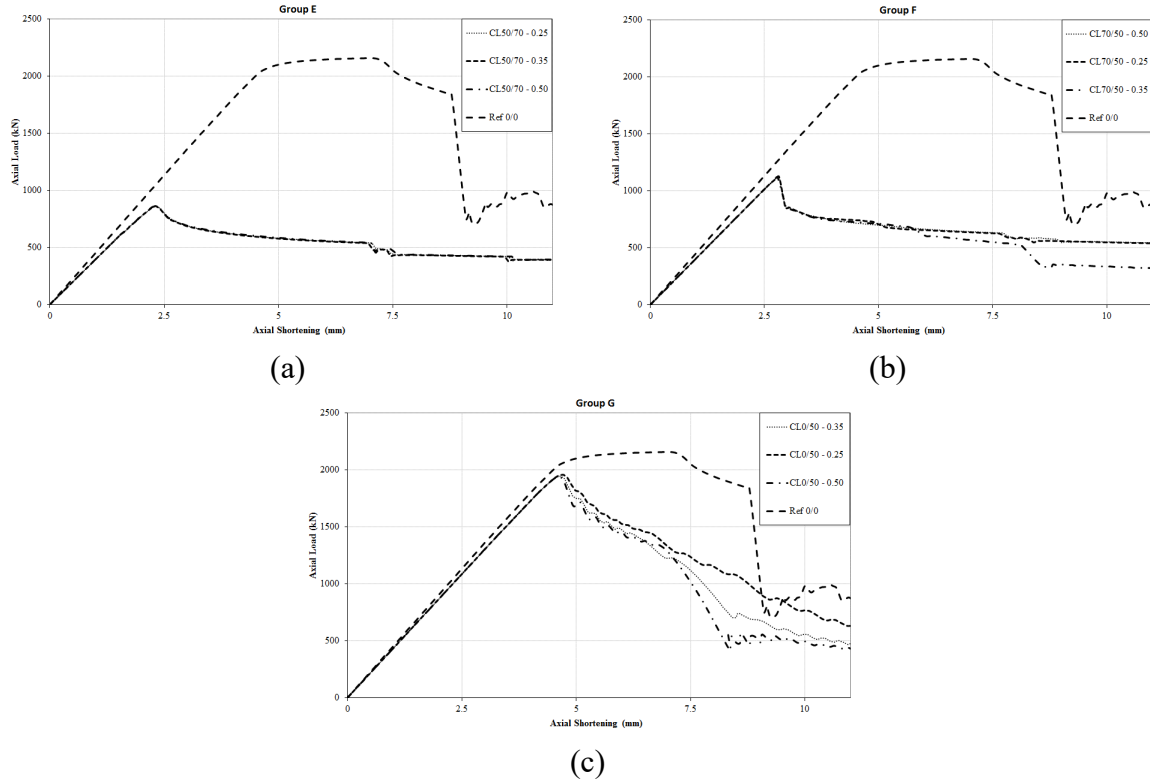 Group E
2500
2000
1500
1000
500
0
Axial Load (kN)
0 2.5 5 7.5 10
Axial Shortening (mm)
CL50/70 - 0.25
CL50/70 - 0.35
CL50/70 - 0.50
Ref 0/0
(a)
Group F
2500
2000
1500
1000
500
0
Axial Load (kN)
0 2.5 5 7.5 10
Axial Shortening (mm)
CL70/50 - 0.50
CL70/50 - 0.25
CL70/50 - 0.35
Ref 0/0
(b)
Group G
2500
2000
1500
1000
500
0
Axial Load (kN)
0 2.5 5 7.5 10
Axial Shortening (mm)
CL0/50 - 0.35
CL0/50 - 0.25
CL0/50 - 0.50
Ref 0/0
(c)